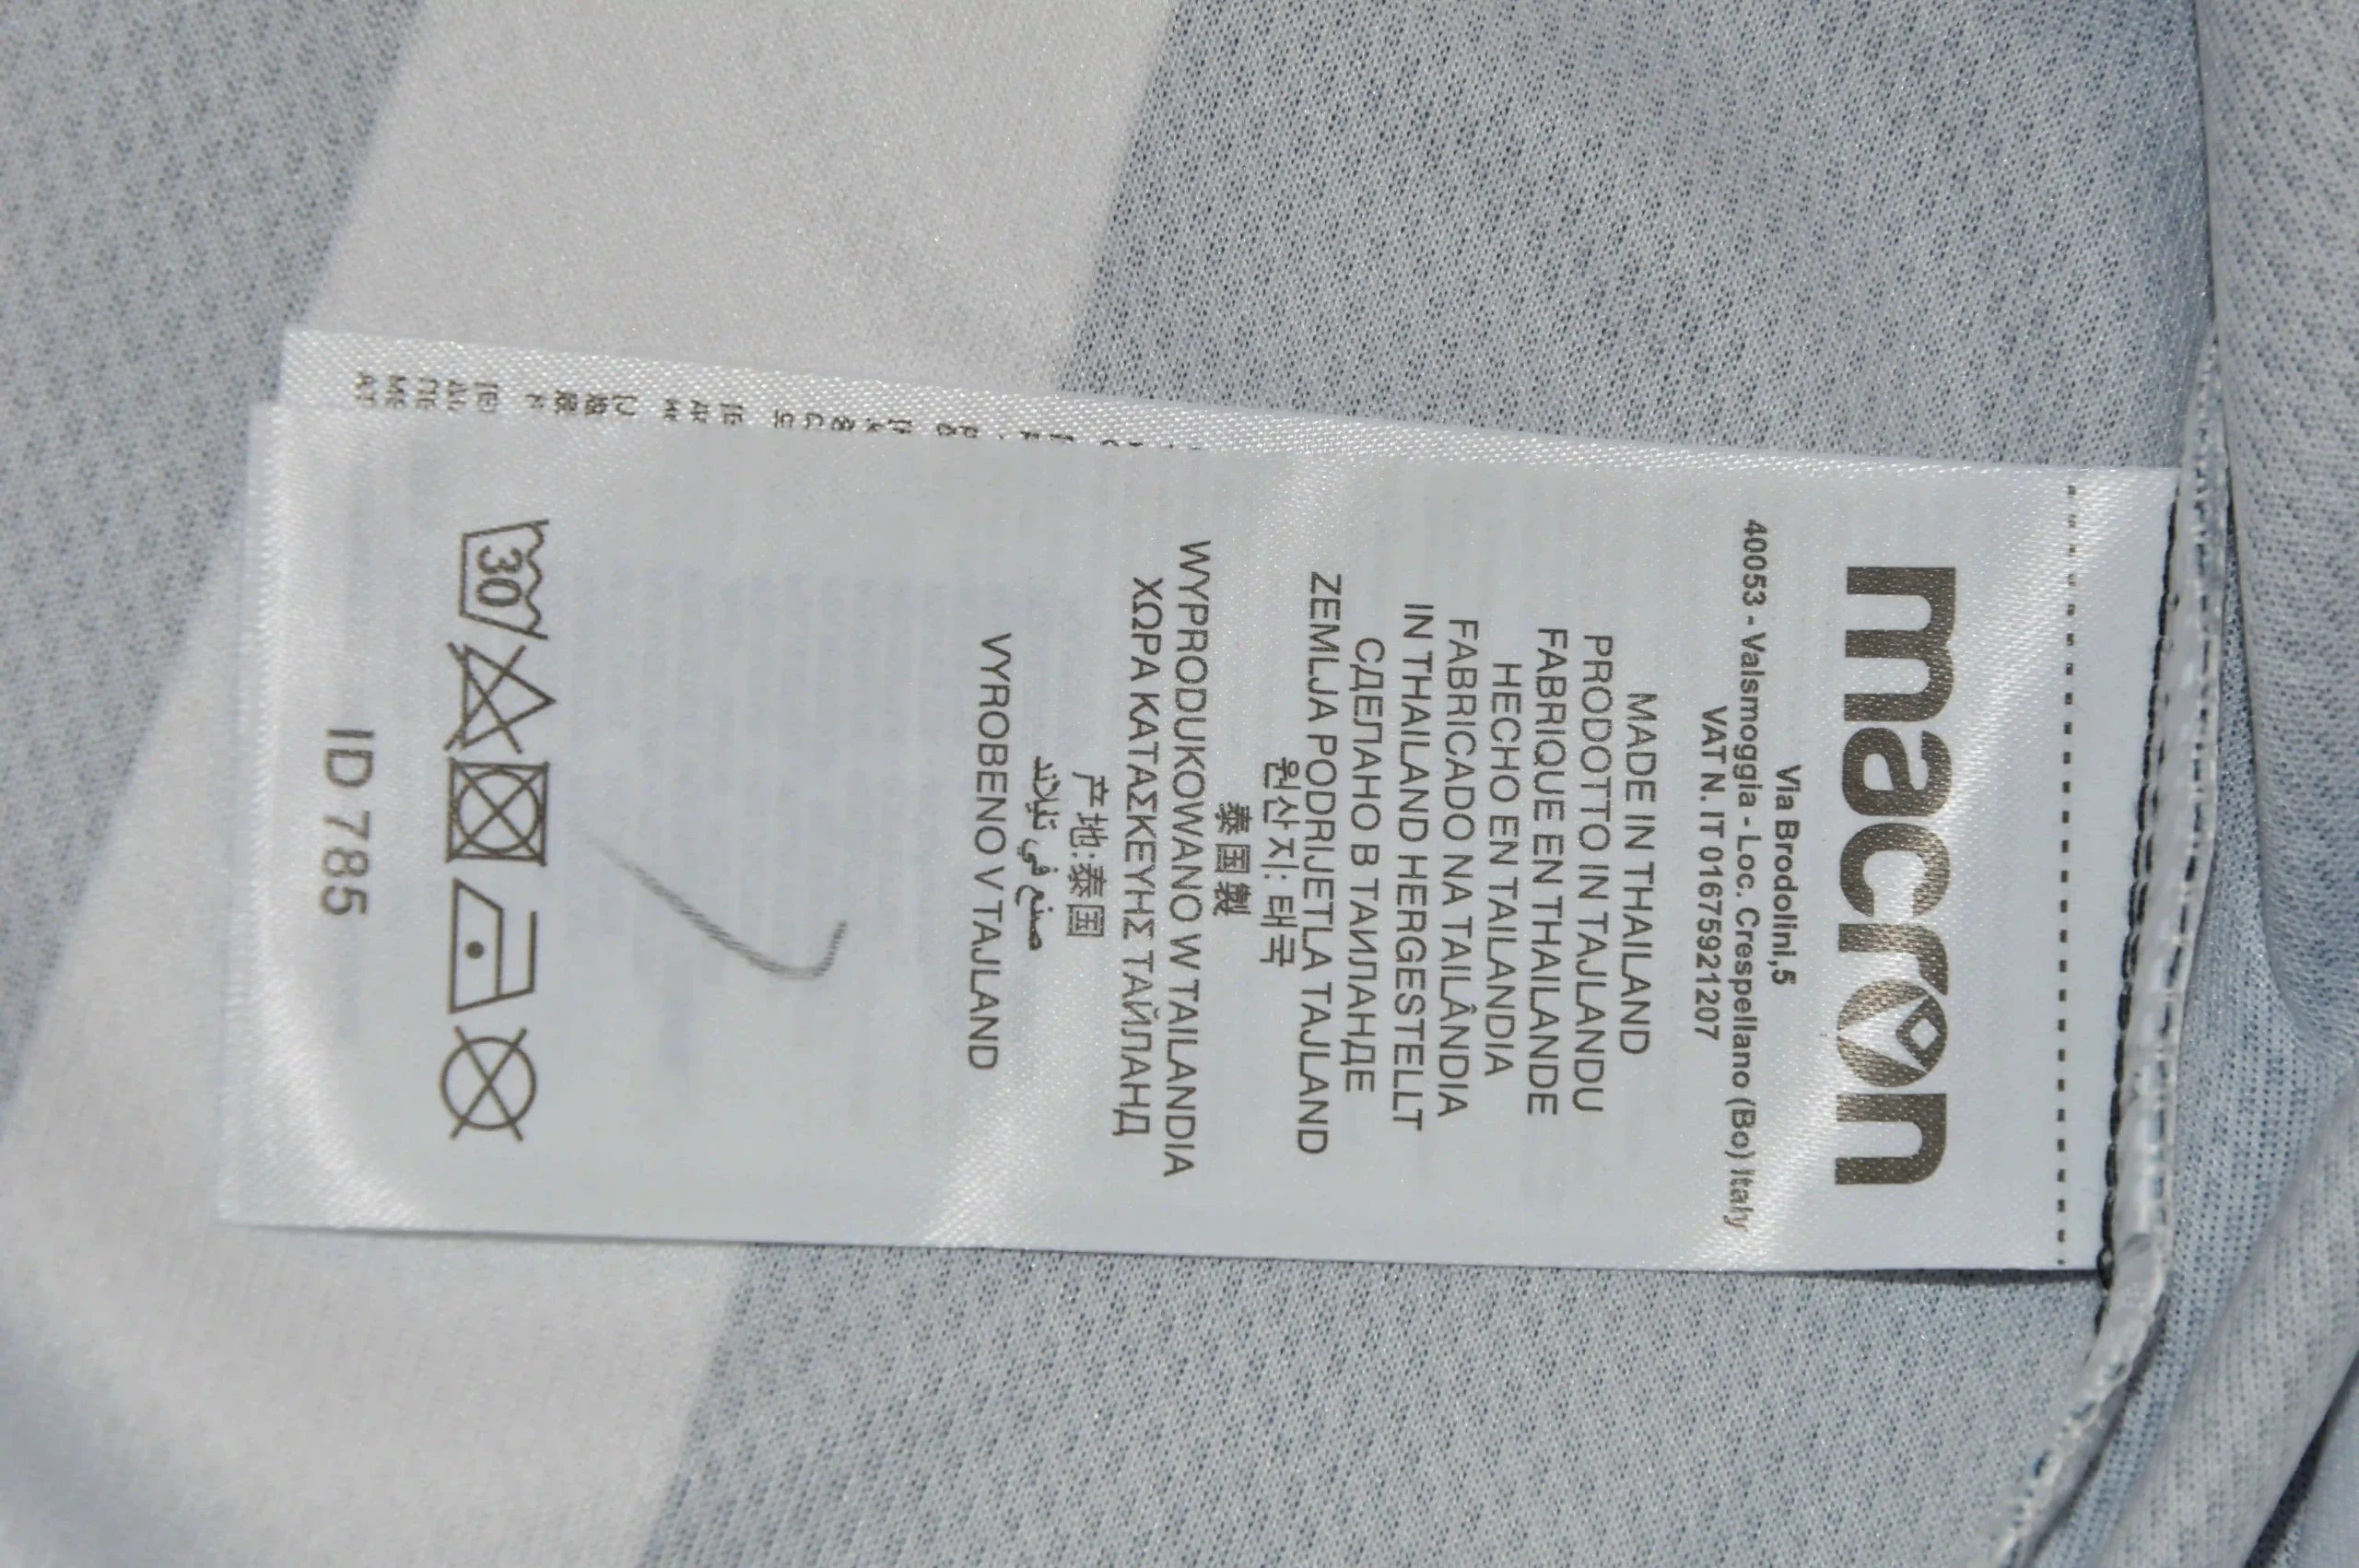 macron
Via Brodolini,5
40053 - Valsmoggia - Loc. Crespellano (Bo) Italy
VAT N. IT 01675921207
MADE IN THAILAND
PRODOTTO IN TAJLANDU
FABRIQUE EN THAILANDE
HECHO EN TAILANDIA
FABRICADO NA TAILÂNDIA
IN THAILAND HERGESTELLT
СДЕЛАНО В ТАИЛАНДЕ
ZEMLJA PODRIJETLA TAJLAND
원산지: 태국
泰国製
WYPRODUKOWANO W TAILANDIA
ΧΩΡΑ ΚΑΤΑΣΚΕΥΗΣ ΤΑΪΛΑΗД
产地:泰国
صنع في تايلاند
VYROBENO V TAJLAND
30
ID 785